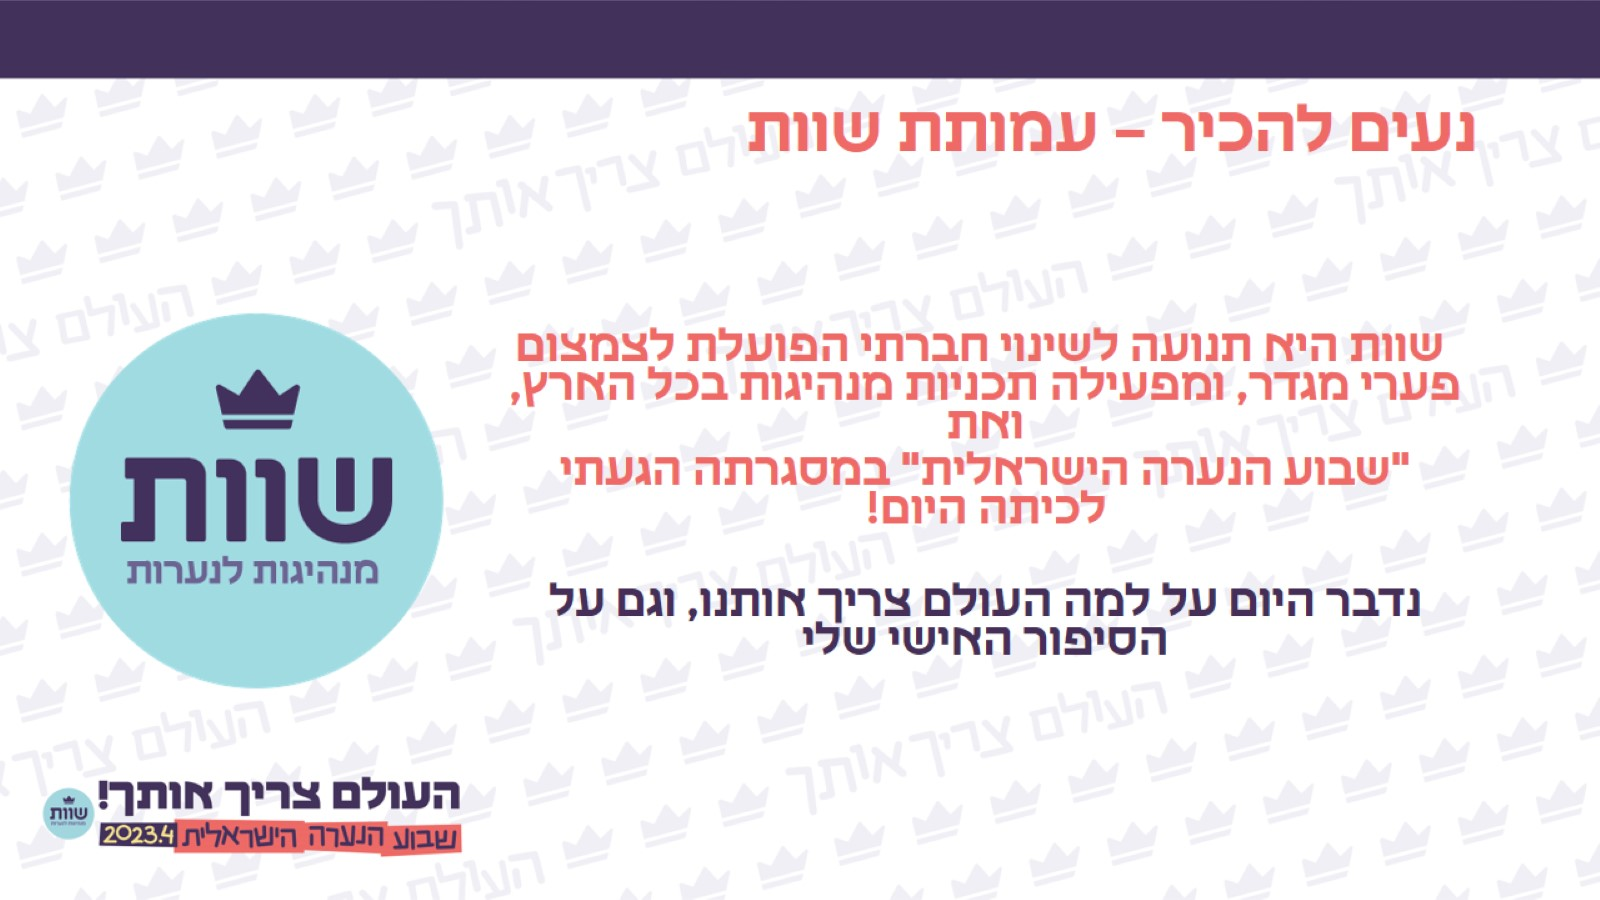 נעים להכיר – עמותת שוות
שוות היא תנועה לשינוי חברתי הפועלת לצמצום
פערי מגדר, ומפעילה תכניות מנהיגות בכל הארץ,
ואת
"שבוע הנערה הישראלית" במסגרתה הגעתי
לכיתה היום!
נדבר היום על למה העולם צריך אותנו, וגם על
הסיפור האישי שלי
שוות
מנהיגות לנערות
העולם צריך אותך!
שבוע הנערה הישראלית 2023.4
שוות